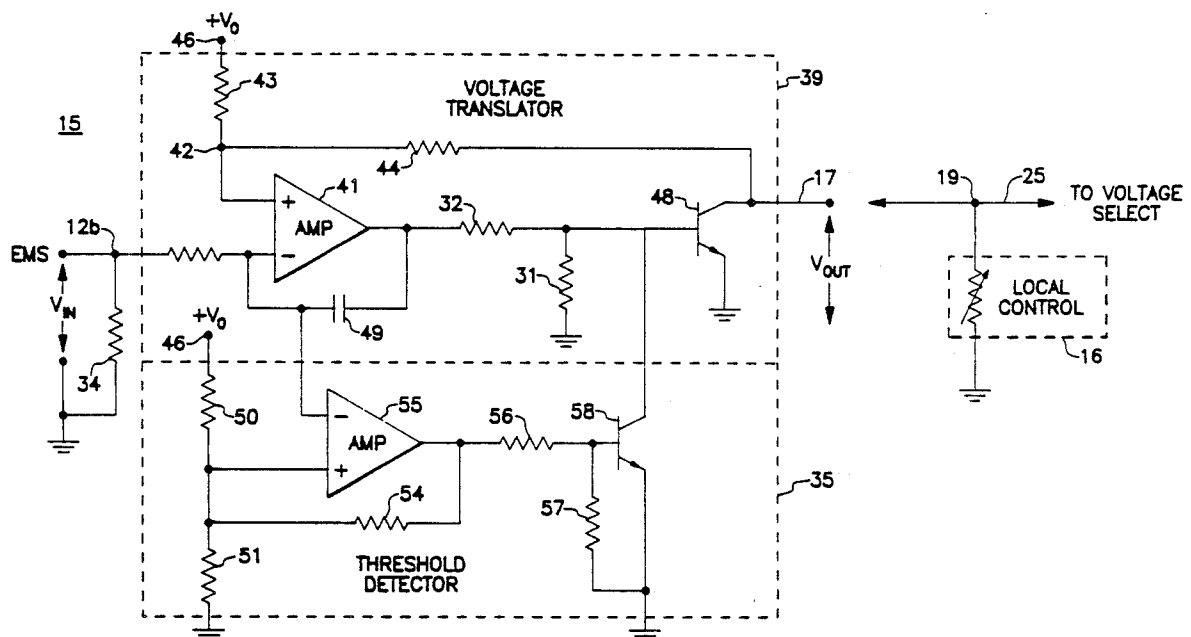 +V0
46
43
39
VOLTAGE
TRANSLATOR
15
42
44
41
48
17
19
25
TO VOLTAGE
SELECT
12b
32
+
AMP
−
EMS
31
VOUT
LOCAL
CONTROL
VIN
49
+V0
46
16
34
50
55
56
58
−
AMP
+
54
57
35
51
THRESHOLD
DETECTOR